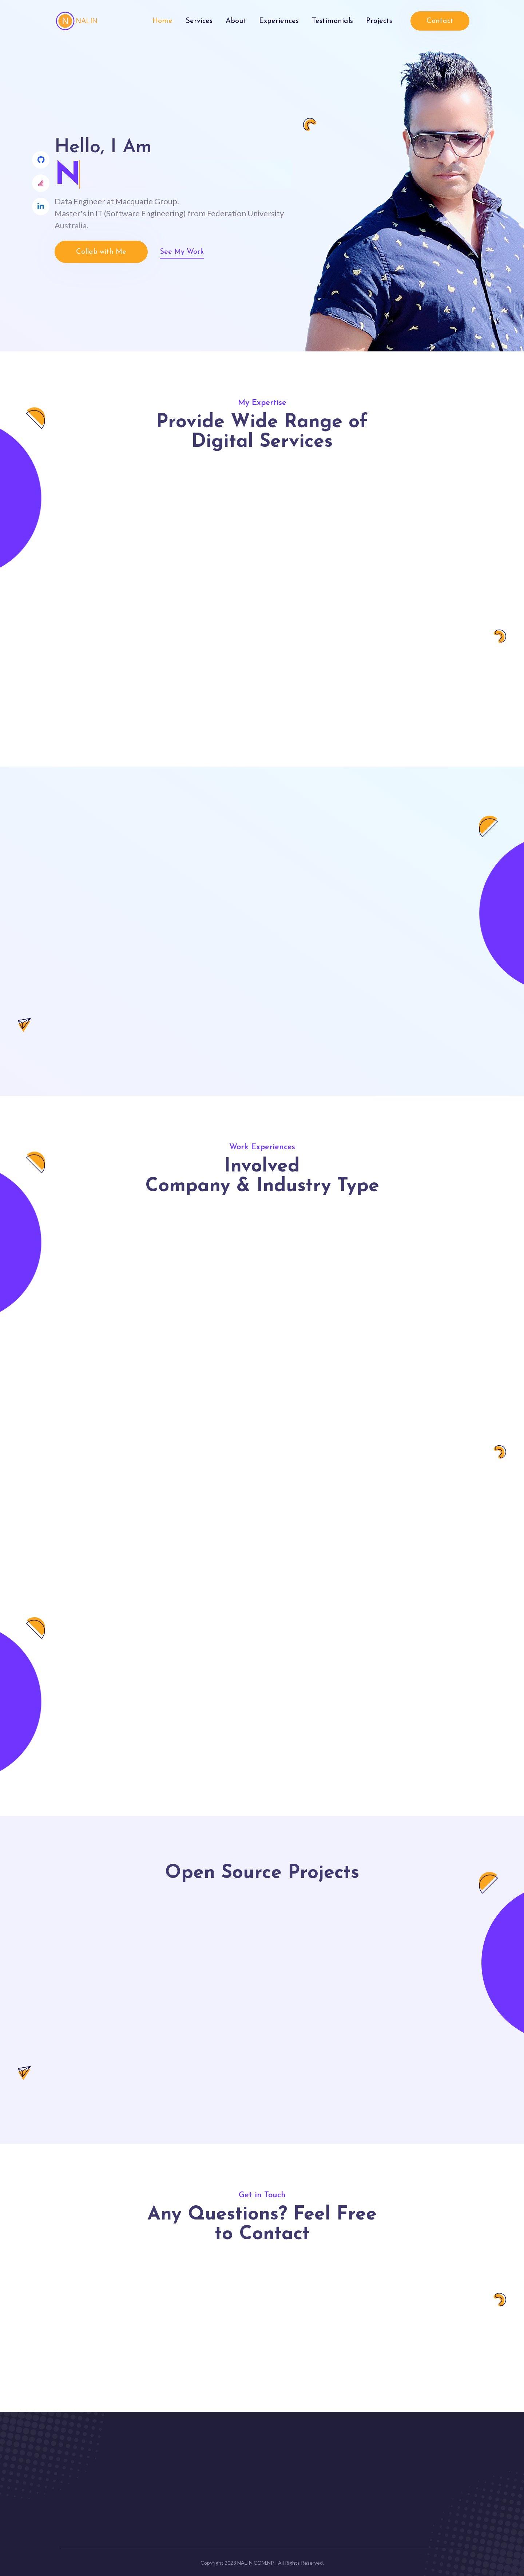 N NALIN
Home Services About Experiences Testimonials Projects Contact
Hello, I Am
N
Data Engineer at Macquarie Group.
Master's in IT (Software Engineering) from Federation University
Australia.
Collab with Me See My Work
My Expertise
Provide Wide Range of
Digital Services
Work Experiences
Involved
Company & Industry Type
Open Source Projects
Get in Touch
Any Questions? Feel Free
to Contact
Copyright 2023 NALIN.COM.NP | All Rights Reserved.